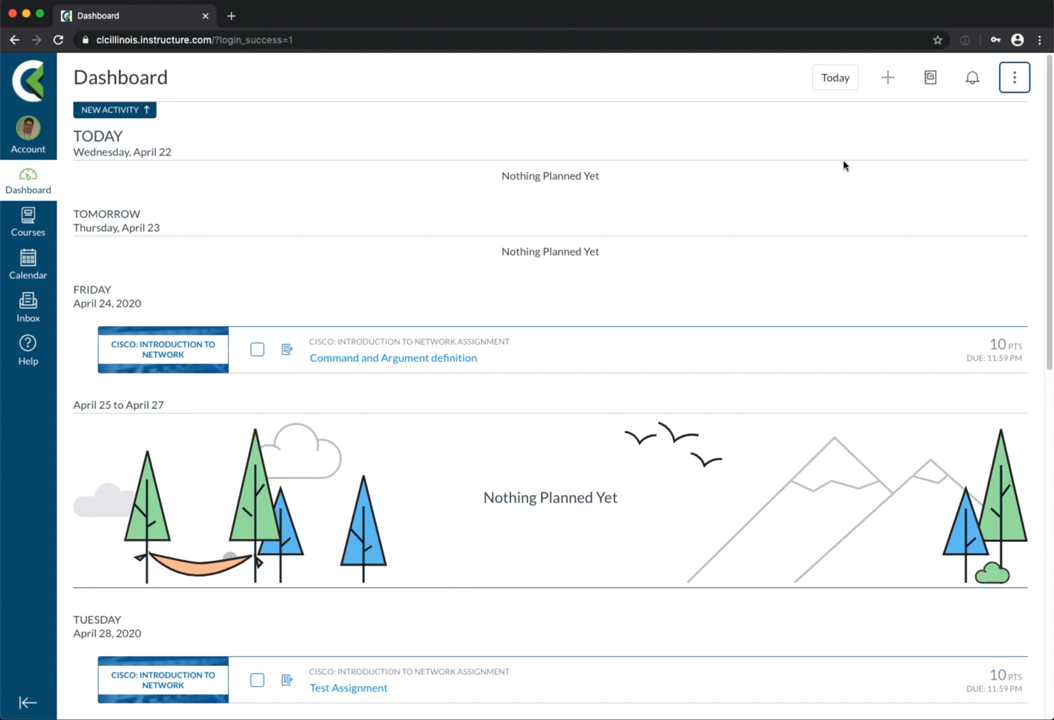 Dashboard
clcillinois.instructure.com/?login_success=1
Dashboard
Today
NEW ACTIVITY
Account
Dashboard
Courses
Calendar
Inbox
Help
TODAY
Wednesday, April 22
Nothing Planned Yet
TOMORROW
Thursday, April 23
Nothing Planned Yet
FRIDAY
April 24, 2020
CISCO: INTRODUCTION TO
NETWORK
CISCO: INTRODUCTION TO NETWORK ASSIGNMENT
Command and Argument definition
10 PTS
DUE: 11:59 PM
April 25 to April 27
Nothing Planned Yet
TUESDAY
April 28, 2020
CISCO: INTRODUCTION TO
NETWORK
CISCO: INTRODUCTION TO NETWORK ASSIGNMENT
Test Assignment
10 PTS
DUE: 11:59 PM